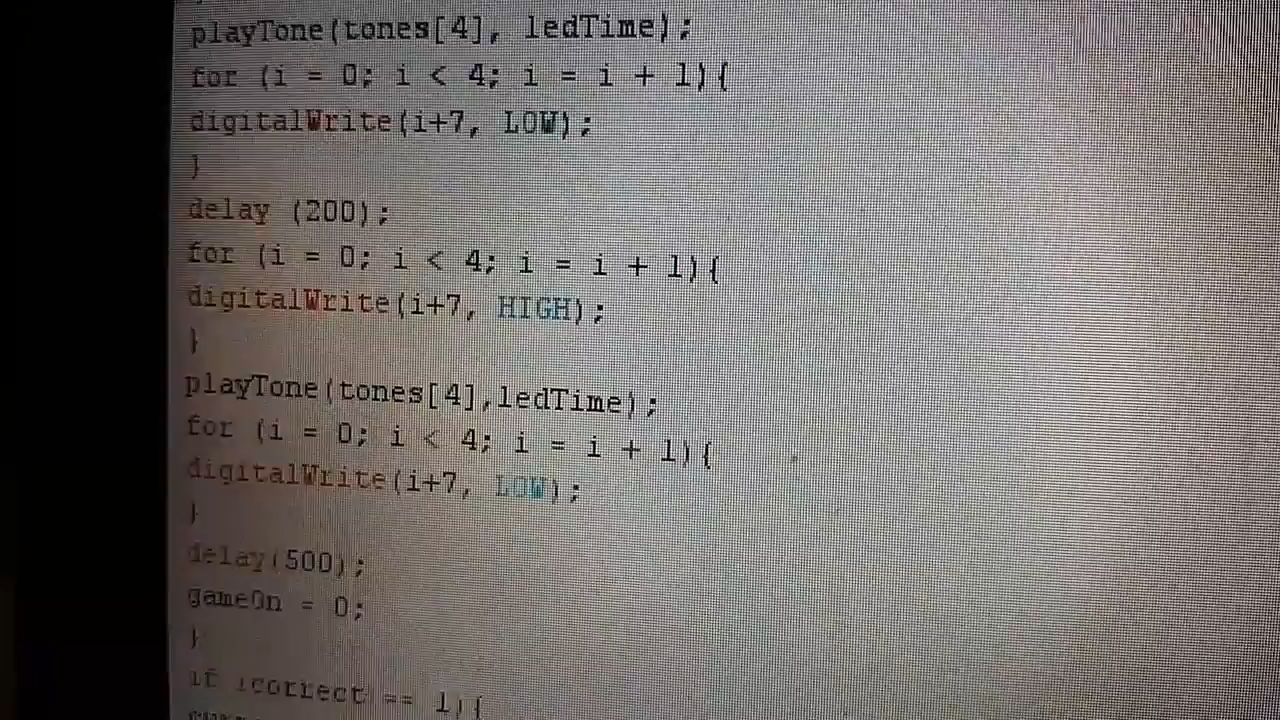 playTone(tones[4], ledTime);
for (i = 0; i < 4; i = i + 1){
digitalWrite(i+7, LOW);
}
delay (200);
for (i = 0; i < 4; i = i + 1){
digitalWrite(i+7, HIGH);
}
playTone(tones[4],ledTime);
for (i = 0; i < 4; i = i + 1){
digitalWrite(i+7, LOW);
}
delay(500);
gameOn = 0;
}
if (correct == 1){